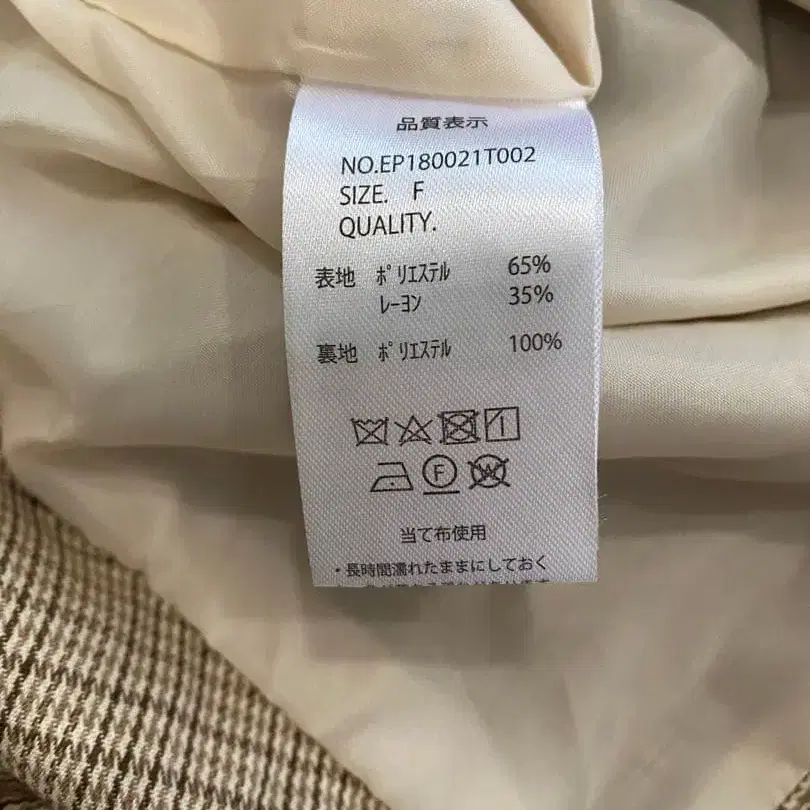 品質表示
NO.EP180021T002
SIZE. F
QUALITY.
表地 ﾎﾟﾘｴｽﾃﾙ 65%
ﾚｰﾖﾝ 35%
裏地 ﾎﾟﾘｴｽﾃﾙ 100%
F
W
当て布使用
・長時間濡れたままにしておく